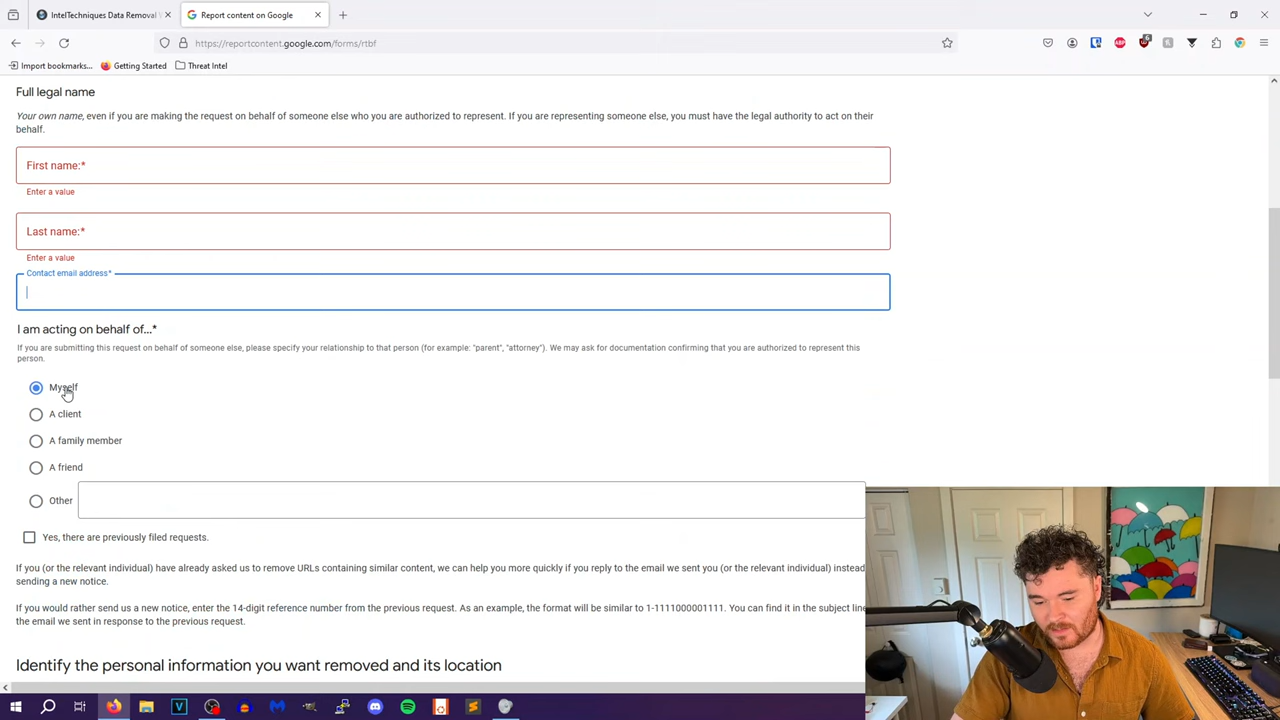 IntelTechniques Data Removal
Report content on Google
https://reportcontent.google.com/forms/rtbf
Import bookmarks...
Getting Started
Threat Intel
Full legal name
Your own name, even if you are making the request on behalf of someone else who you are authorized to represent. If you are representing someone else, you must have the legal authority to act on their
behalf.
First name:*
Enter a value
Last name:*
Enter a value
Contact email address*
I am acting on behalf of...*
If you are submitting this request on behalf of someone else, please specify your relationship to that person (for example: "parent", "attorney"). We may ask for documentation confirming that you are authorized to represent this
person.
Myself
A client
A family member
A friend
Other
Yes, there are previously filed requests.
If you (or the relevant individual) have already asked us to remove URLs containing similar content, we can help you more quickly if you reply to the email we sent you (or the relevant individual) instead
sending a new notice.
If you would rather send us a new notice, enter the 14-digit reference number from the previous request. As an example, the format will be similar to 1-1111000001111. You can find it in the subject line
the email we sent in response to the previous request.
Identify the personal information you want removed and its location